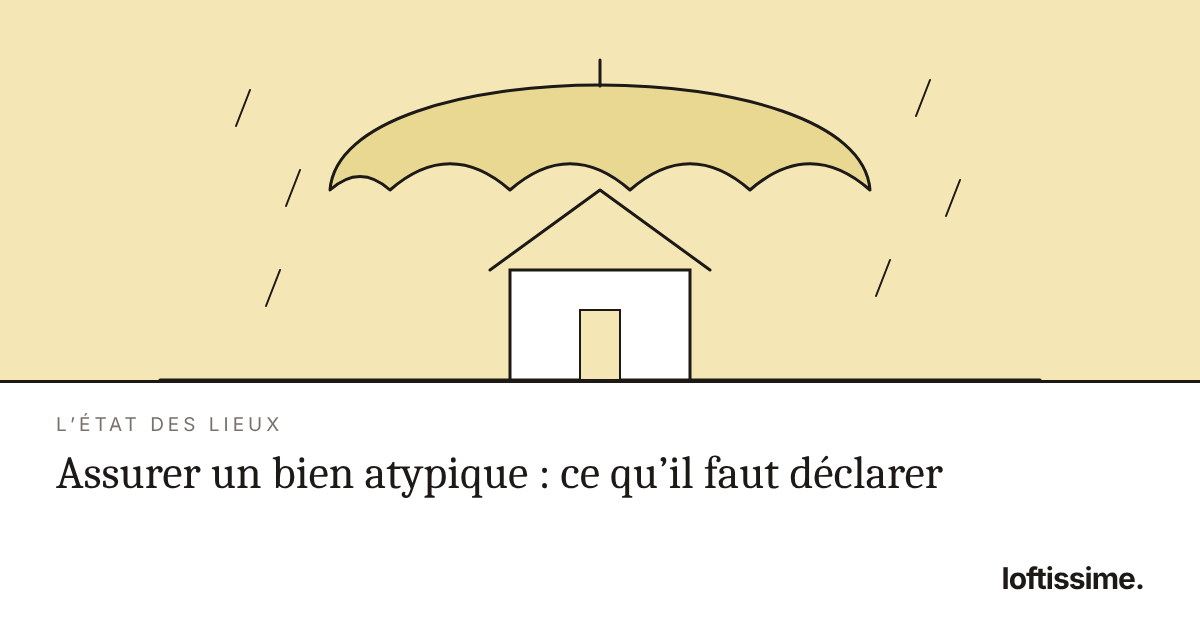 L’ÉTAT DES LIEUX
Assurer un bien atypique : ce qu’il faut déclarer
loftissime.